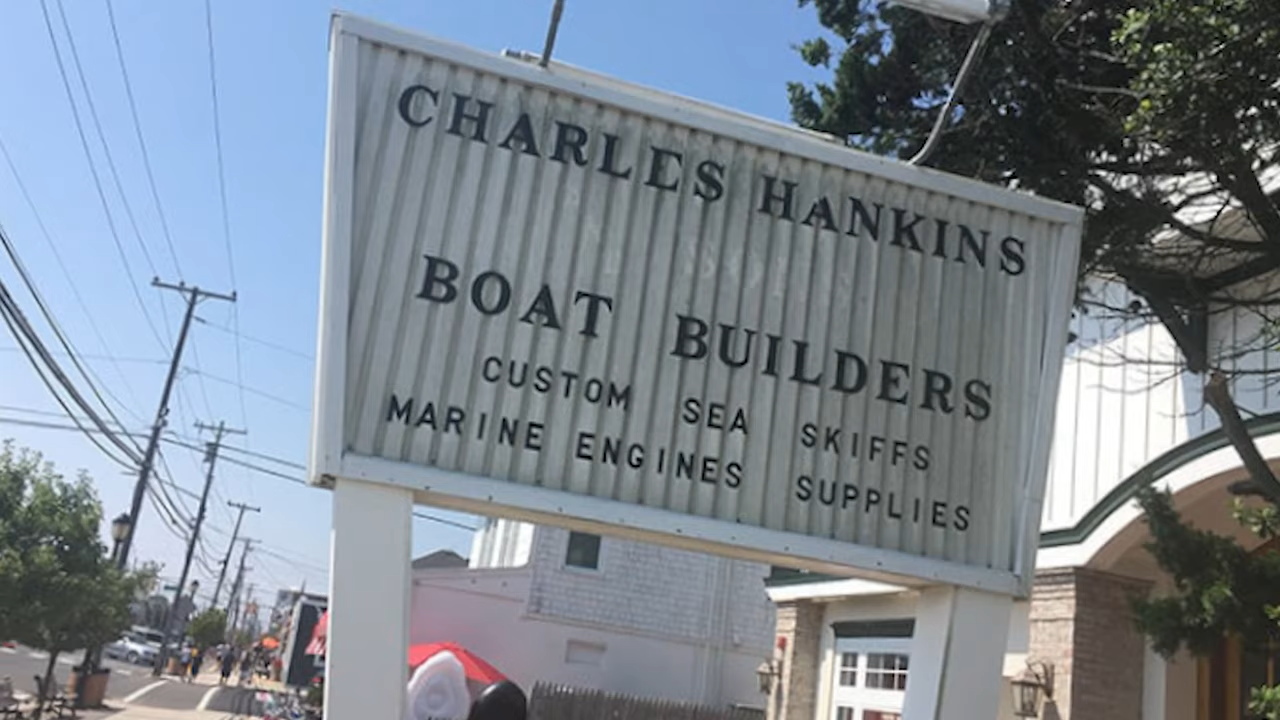 CHARLES HANKINS
BOAT BUILDERS
CUSTOM SEA SKIFFS
MARINE ENGINES SUPPLIES